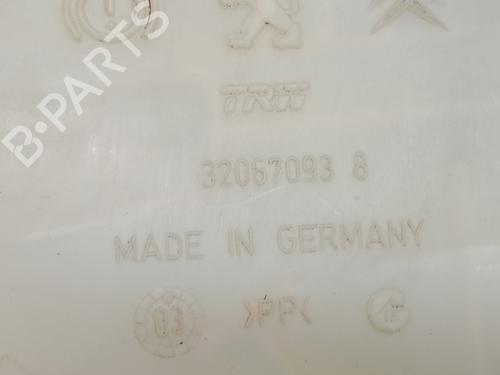 B-PARTS
TRW
32067093 8
MADE IN GERMANY
03 >PP<